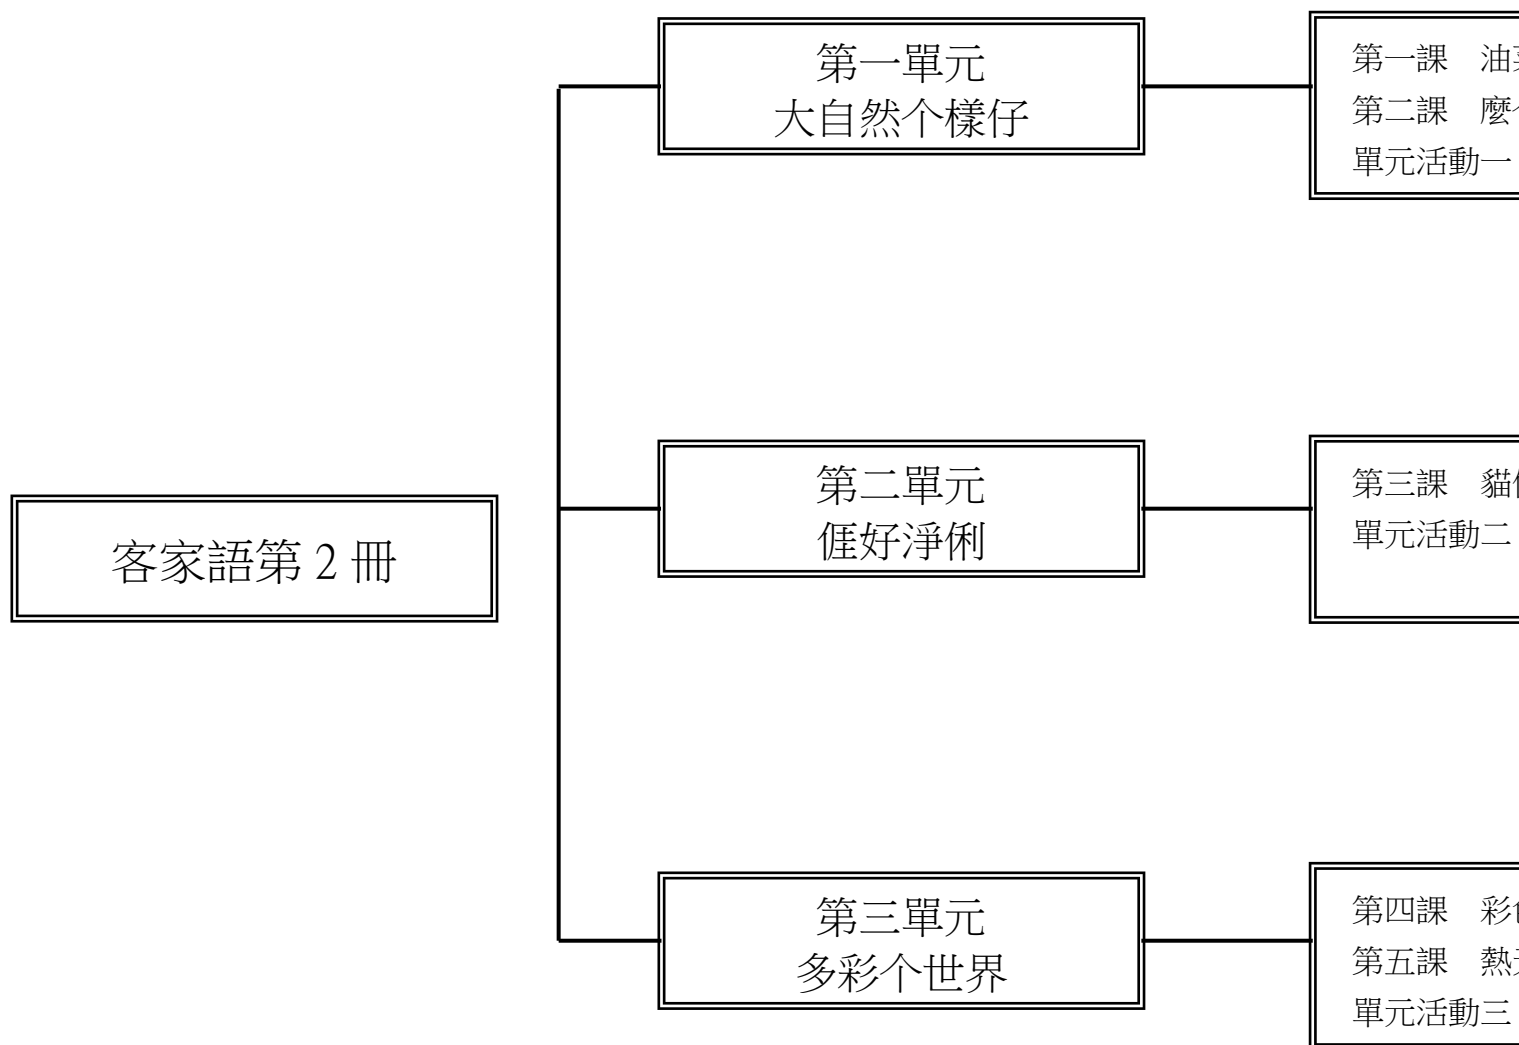 客家語第 2 冊
第一單元
大自然个樣仔
第一課 油
第二課 麼
單元活動一
第二單元
𠊎好淨俐
第三課 貓
單元活動二
第三單元
多彩个世界
第四課 彩
第五課 熱
單元活動三